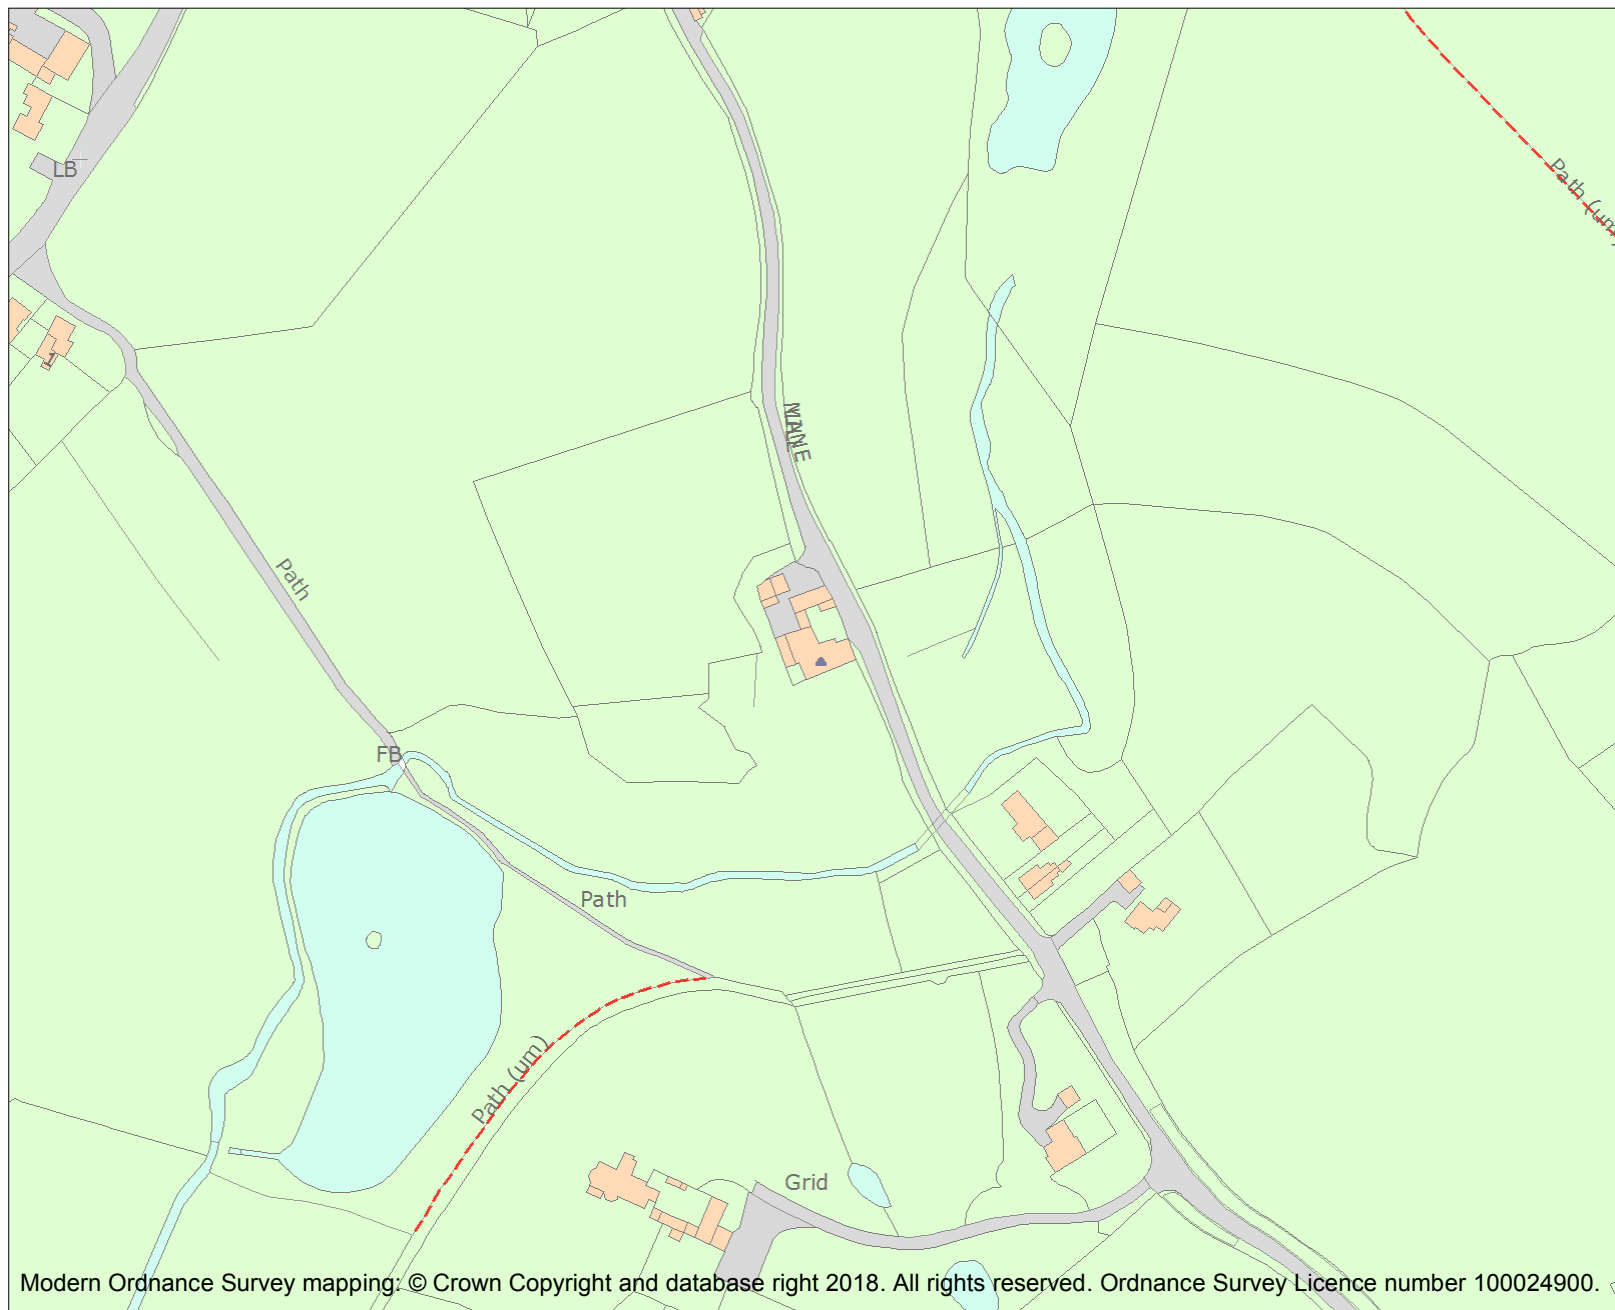 LB
Path (um)
1
Path
FB
Path
Path (um)
Grid
Modern Ordnance Survey mapping: © Crown Copyright and database right 2018. All rights reserved. Ordnance Survey Licence number 100024900.